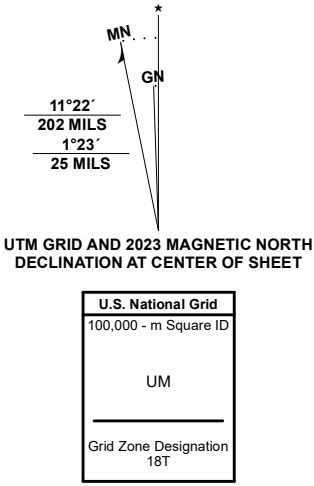 ★
MN
GN
11°22´
202 MILS
1°23´
25 MILS
UTM GRID AND 2023 MAGNETIC NORTH
DECLINATION AT CENTER OF SHEET
U.S. National Grid
100,000 - m Square ID
UM
Grid Zone Designation
18T